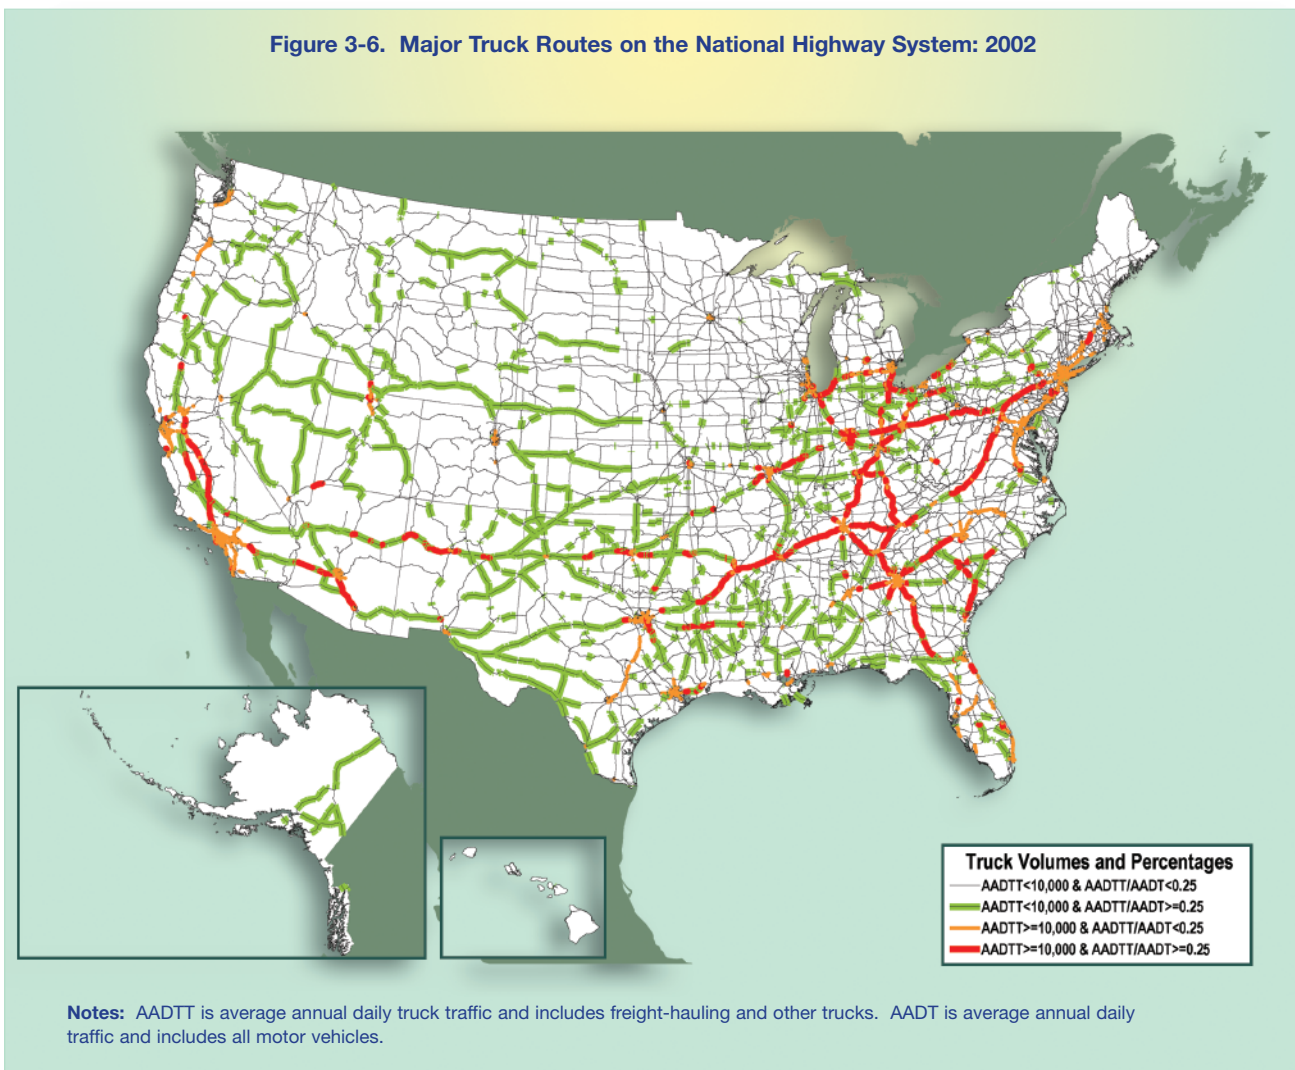 Figure 3-6. Major Truck Routes on the National Highway System: 2002
Truck Volumes and Percentages
AADTT<10,000 & AADTT/AADT<0.25
AADTT<10,000 & AADTT/AADT>=0.25
AADTT>=10,000 & AADTT/AADT<0.25
AADTT>=10,000 & AADTT/AADT>=0.25
Notes: AADTT is average annual daily truck traffic and includes freight-hauling and other trucks. AADT is average annual daily
traffic and includes all motor vehicles.